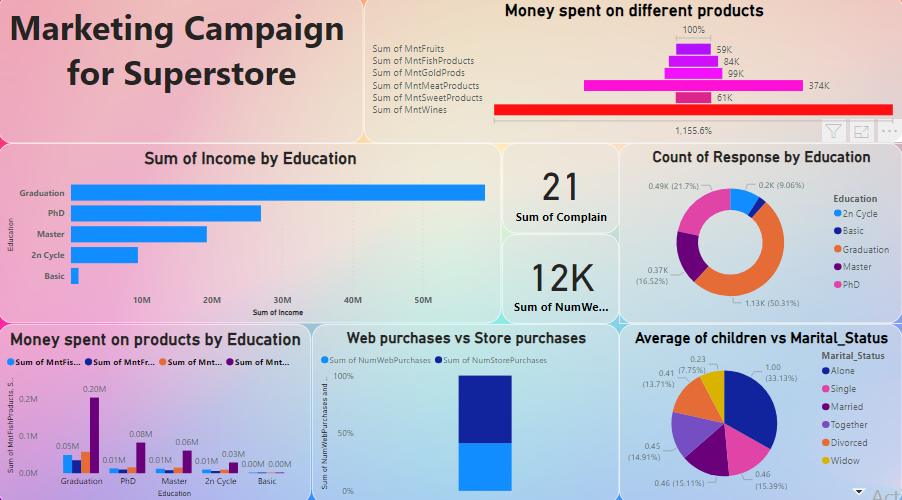 Marketing Campaign
for Superstore
Money spent on different products
100%
Sum of MntFruits
59K
Sum of MntFishProducts
84K
Sum of MntGoldProds
99K
Sum of MntMeatProducts
374K
Sum of MntSweetProducts
61K
Sum of MntWines
1,155.6%
Sum of Income by Education
Education
Graduation
PhD
Master
2n Cycle
Basic
10M 20M 30M 40M 50M
Sum of Income
21
Sum of Complain
12K
Sum of NumWe...
Count of Response by Education
0.49K (21.7%)
0.2K (9.06%)
0.37K
(16.52%)
1.13K (50.31%)
Education
2n Cycle
Basic
Graduation
Master
PhD
Money spent on products by Education
Sum of MntFis... Sum of MntFr... Sum of Mnt... Sum of Mnt...
Sum of MntFishProducts, S...
0.2M
0.1M
0.0M
0.05M
0.20M
0.01M
0.08M
0.01M
0.06M
0.01M
0.03M
0.00M
0.00M
Graduation PhD Master 2n Cycle Basic
Education
Web purchases vs Store purchases
Sum of NumWebPurchases Sum of NumStorePurchases
Sum of NumWebPurchases and ...
100%
50%
0%
Average of children vs Marital_Status
0.23
(7.75%)
0.41
(13.71%)
1.00
(33.13%)
0.45
(14.91%)
0.46 (15.11%)
0.46
(15.39%)
Marital_Status
Alone
Single
Married
Together
Divorced
Widow